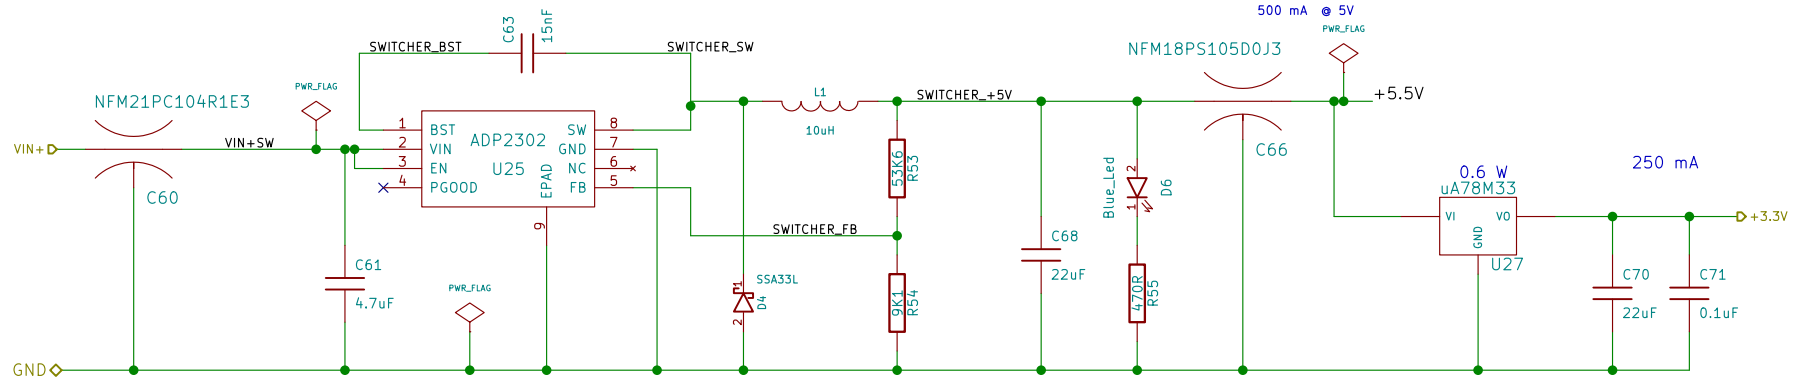 500 mA @ 5V
PWR_FLAG
C63
15nF
SWITCHER_BST
SWITCHER_SW
NFM18PS105D0J3
NFM21PC104R1E3
PWR_FLAG
L1
10uH
SWITCHER_+5V
+5.5V
C66
VIN+
VIN+SW
C60
1 BST
2 VIN
3 EN
4 PGOOD
ADP2302
U25
EPAD
9
SW 8
GND 7
NC 6
FB 5
53K6
R53
SWITCHER_FB
9K1
R54
Blue_Led
2
1
D6
470R
R55
C68
22uF
C61
4.7uF
PWR_FLAG
SSA33L
1
D4
2
0.6 W
uA78M33
VI
VO
GND
U27
250 mA
+3.3V
C70
22uF
C71
0.1uF
GND